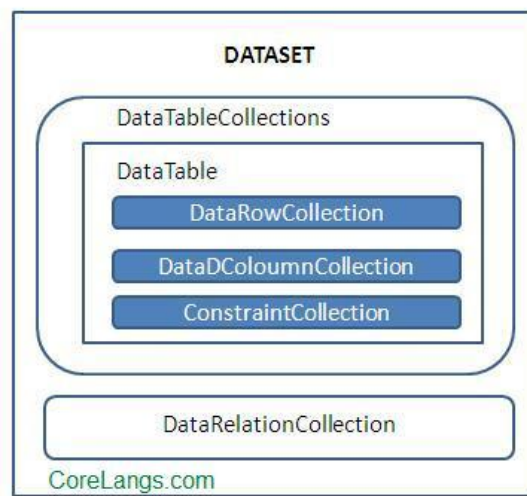 DATASET
DataTableCollections
DataTable
DataRowCollection
DataDColoumnCollection
ConstraintCollection
DataRelationCollection
CoreLangs.com